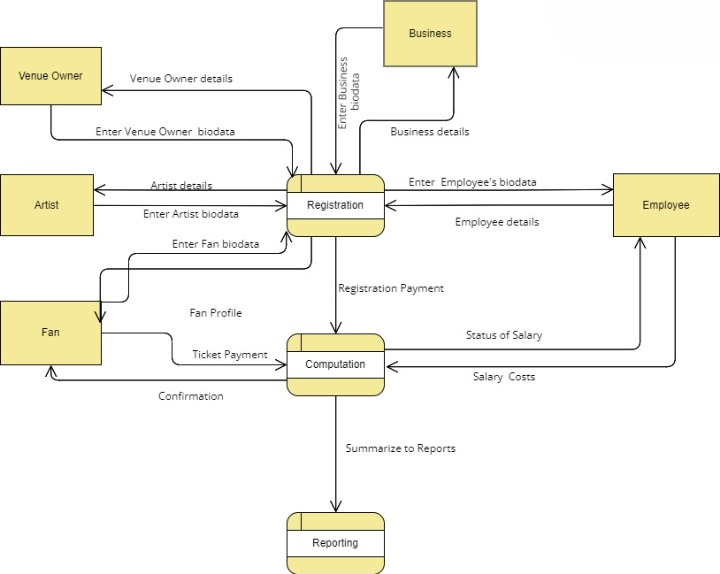 Business
Venue Owner
Venue Owner details
Enter Business
biodata
Enter Venue Owner  biodata
Business details
Artist details
Enter  Employee's biodata
Artist
Registration
Employee
Enter Artist biodata
Employee details
Enter Fan biodata
Registration Payment
Fan Profile
Fan
Status of Salary
Ticket Payment
Computation
Salary  Costs
Confirmation
Summarize to Reports
Reporting